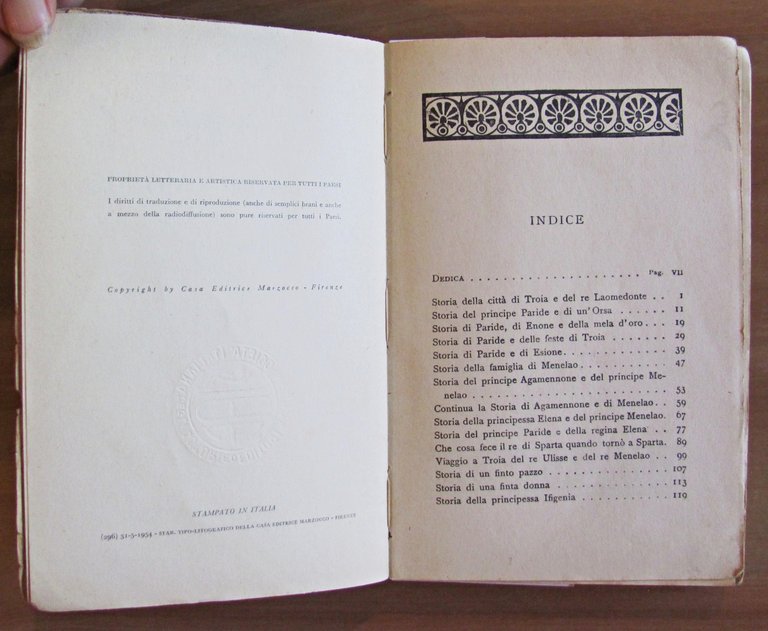 PROPRIETÀ LETTERARIA E ARTISTICA RISERVATA PER TUTTI I PAESI
I diritti di traduzione e di riproduzione (anche di semplici brani e anche
a mezzo della radiodiffusione) sono pure riservati per tutti i Paesi.
Copyright by Casa Editrice Marzocco - Firenze
STAMPATO IN ITALIA
(296) 31-5-1954 - STAB. TIPO-LITOGRAFICO DELLA CASA EDITRICE MARZOCCO - FIRENZE
INDICE
DEDICA . . . . . . . . . . . . . . . . . . . . . Pag. VII
Storia della città di Troia e del re Laomedonte . . 1
Storia del principe Paride e di un'Orsa . . . . . 11
Storia di Paride, di Enone e della mela d'oro . . . 19
Storia di Paride e delle feste di Troia . . . . . . 29
Storia di Paride e di Esione . . . . . . . . . . . 39
Storia della famiglia di Menelao . . . . . . . . . 47
Storia del principe Agamennone e del principe Me-
nelao . . . . . . . . . . . . . . . . . . . . 53
Continua la Storia di Agamennone e di Menelao . . 59
Storia della principessa Elena e del principe Menelao. 67
Storia del principe Paride e della regina Elena . . 77
Che cosa fece il re di Sparta quando tornò a Sparta. 89
Viaggio a Troia del re Ulisse e del re Menelao . . 99
Storia di un finto pazzo . . . . . . . . . . . . 107
Storia di una finta donna . . . . . . . . . . . 113
Storia della principessa Ifigenia . . . . . . . . 119